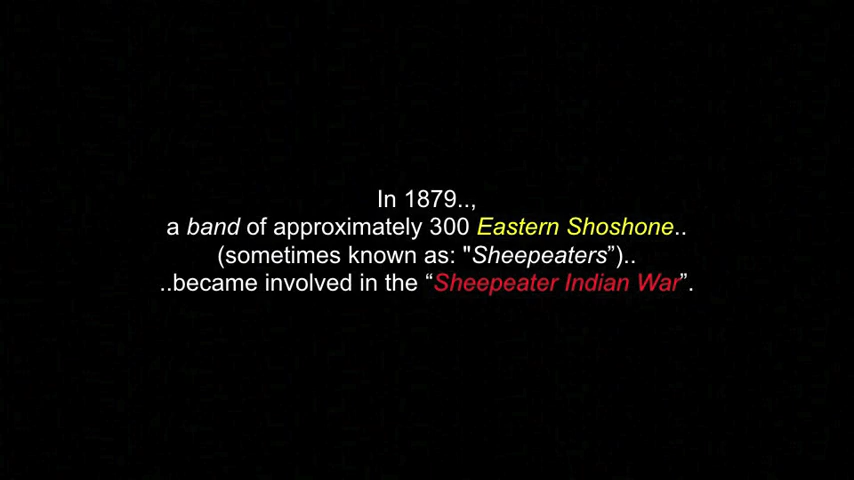 In 1879..,
a band of approximately 300 Eastern Shoshone..
(sometimes known as: "Sheepeaters”)..
..became involved in the “Sheepeater Indian War”.